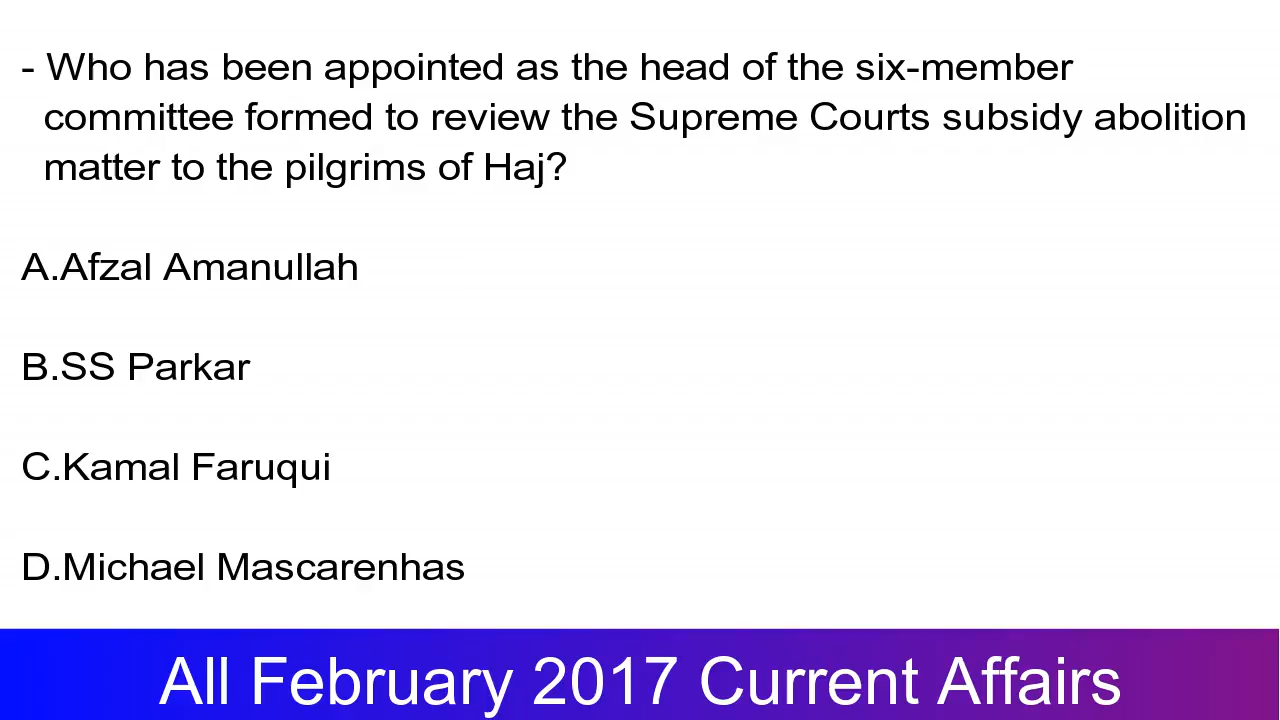 - Who has been appointed as the head of the six-member
committee formed to review the Supreme Courts subsidy abolition
matter to the pilgrims of Haj?
A.Afzal Amanullah
B.SS Parkar
C.Kamal Faruqui
D.Michael Mascarenhas
All February 2017 Current Affairs